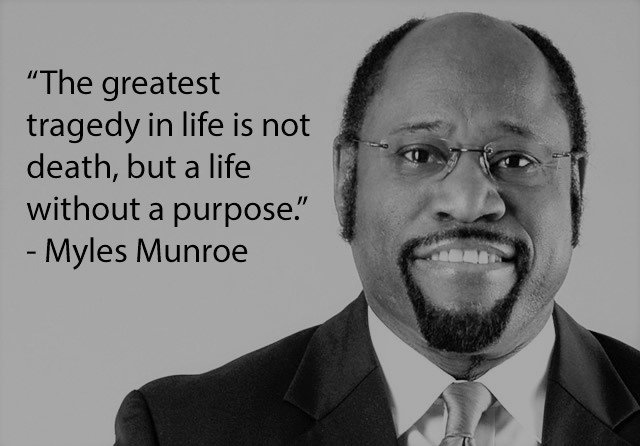 “The greatest
tragedy in life is not
death, but a life
without a purpose.”
- Myles Munroe